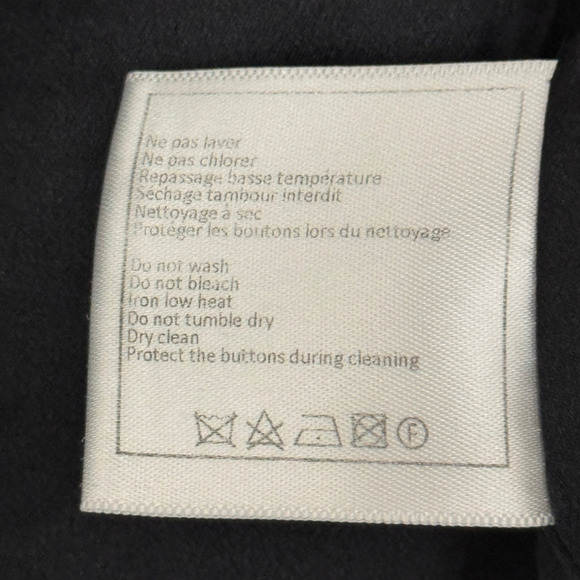 Ne pas laver
Ne pas chlorer
Repassage basse température
Séchage tambour interdit
Nettoyage à sec
Protéger les boutons lors du nettoyage
Do not wash
Do not bleach
Iron low heat
Do not tumble dry
Dry clean
Protect the buttons during cleaning
F